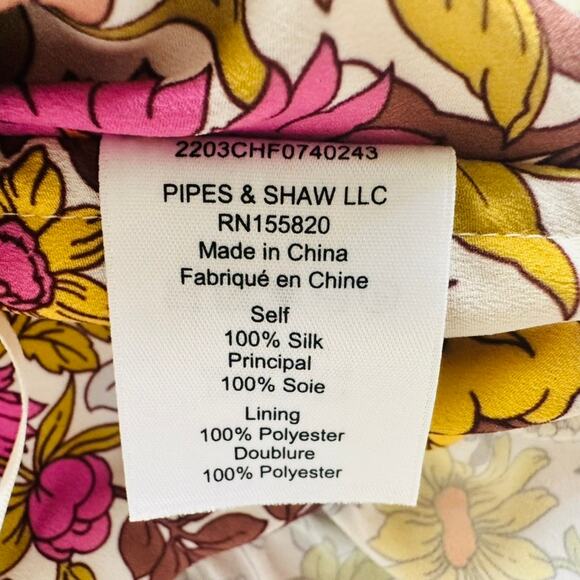 2203CHF0740243
PIPES & SHAW LLC
RN155820
Made in China
Fabriqué en Chine
Self
100% Silk
Principal
100% Soie
Lining
100% Polyester
Doublure
100% Polyester